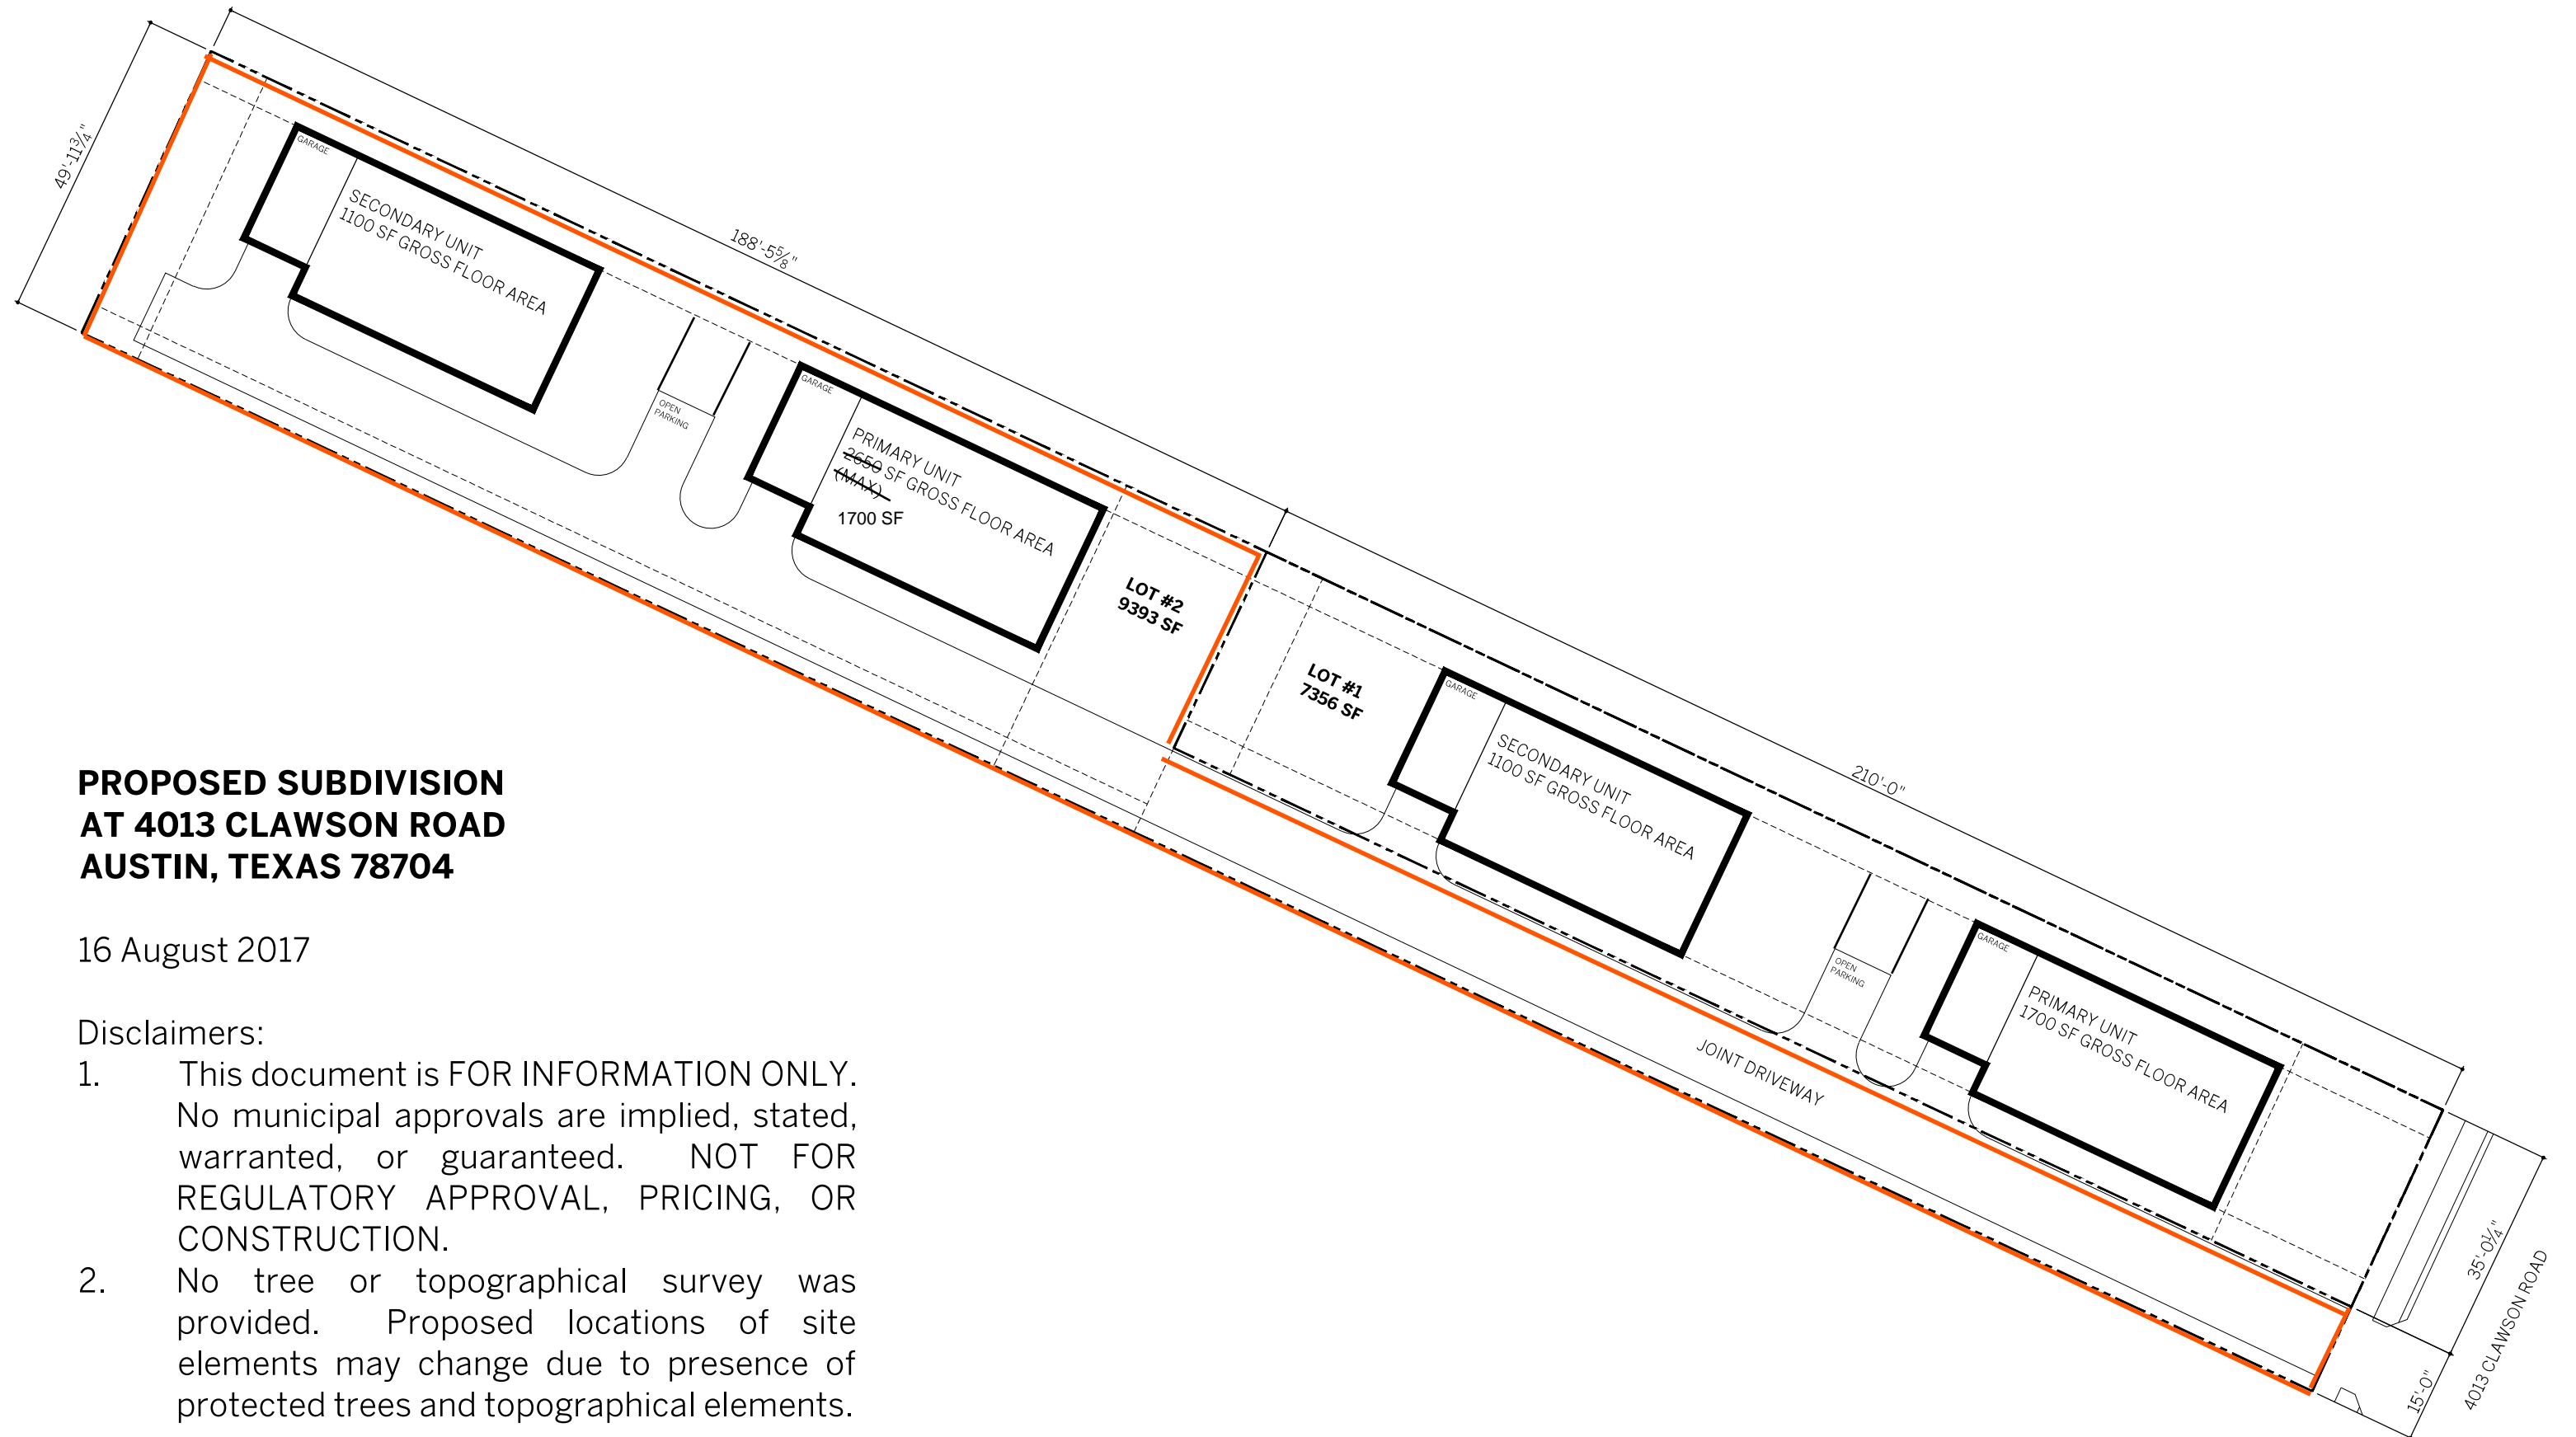 49'-11¾"
188'-5⅝"
GARAGE
SECONDARY UNIT
1100 SF GROSS FLOOR AREA
OPEN
PARKING
GARAGE
PRIMARY UNIT
2650 SF GROSS FLOOR AREA
(MAX)
1700 SF
LOT #2
9393 SF
LOT #1
7356 SF
GARAGE
SECONDARY UNIT
1100 SF GROSS FLOOR AREA
210'-0"
OPEN
PARKING
GARAGE
PRIMARY UNIT
1700 SF GROSS FLOOR AREA
JOINT DRIVEWAY
35'-0¼"
15'-0"
4013 CLAWSON ROAD
PROPOSED SUBDIVISION
AT 4013 CLAWSON ROAD
AUSTIN, TEXAS 78704
16 August 2017
Disclaimers:
1. This document is FOR INFORMATION ONLY.
No municipal approvals are implied, stated,
warranted, or guaranteed. NOT FOR
REGULATORY APPROVAL, PRICING, OR
CONSTRUCTION.
2. No tree or topographical survey was
provided. Proposed locations of site
elements may change due to presence of
protected trees and topographical elements.